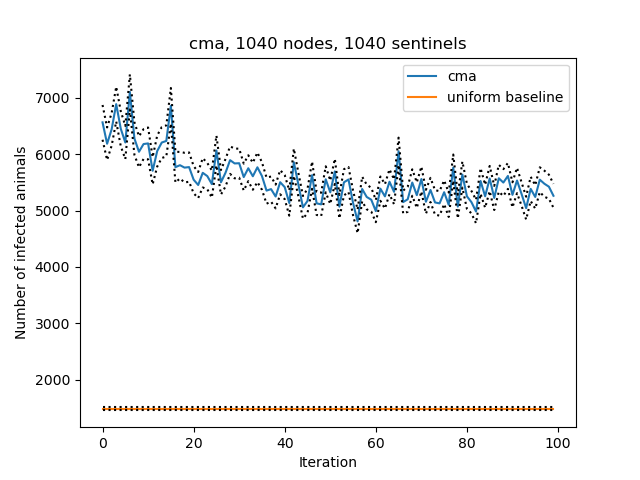 cma, 1040 nodes, 1040 sentinels
cma
uniform baseline
Number of infected animals
7000
6000
5000
4000
3000
2000
0 20 40 60 80 100
Iteration